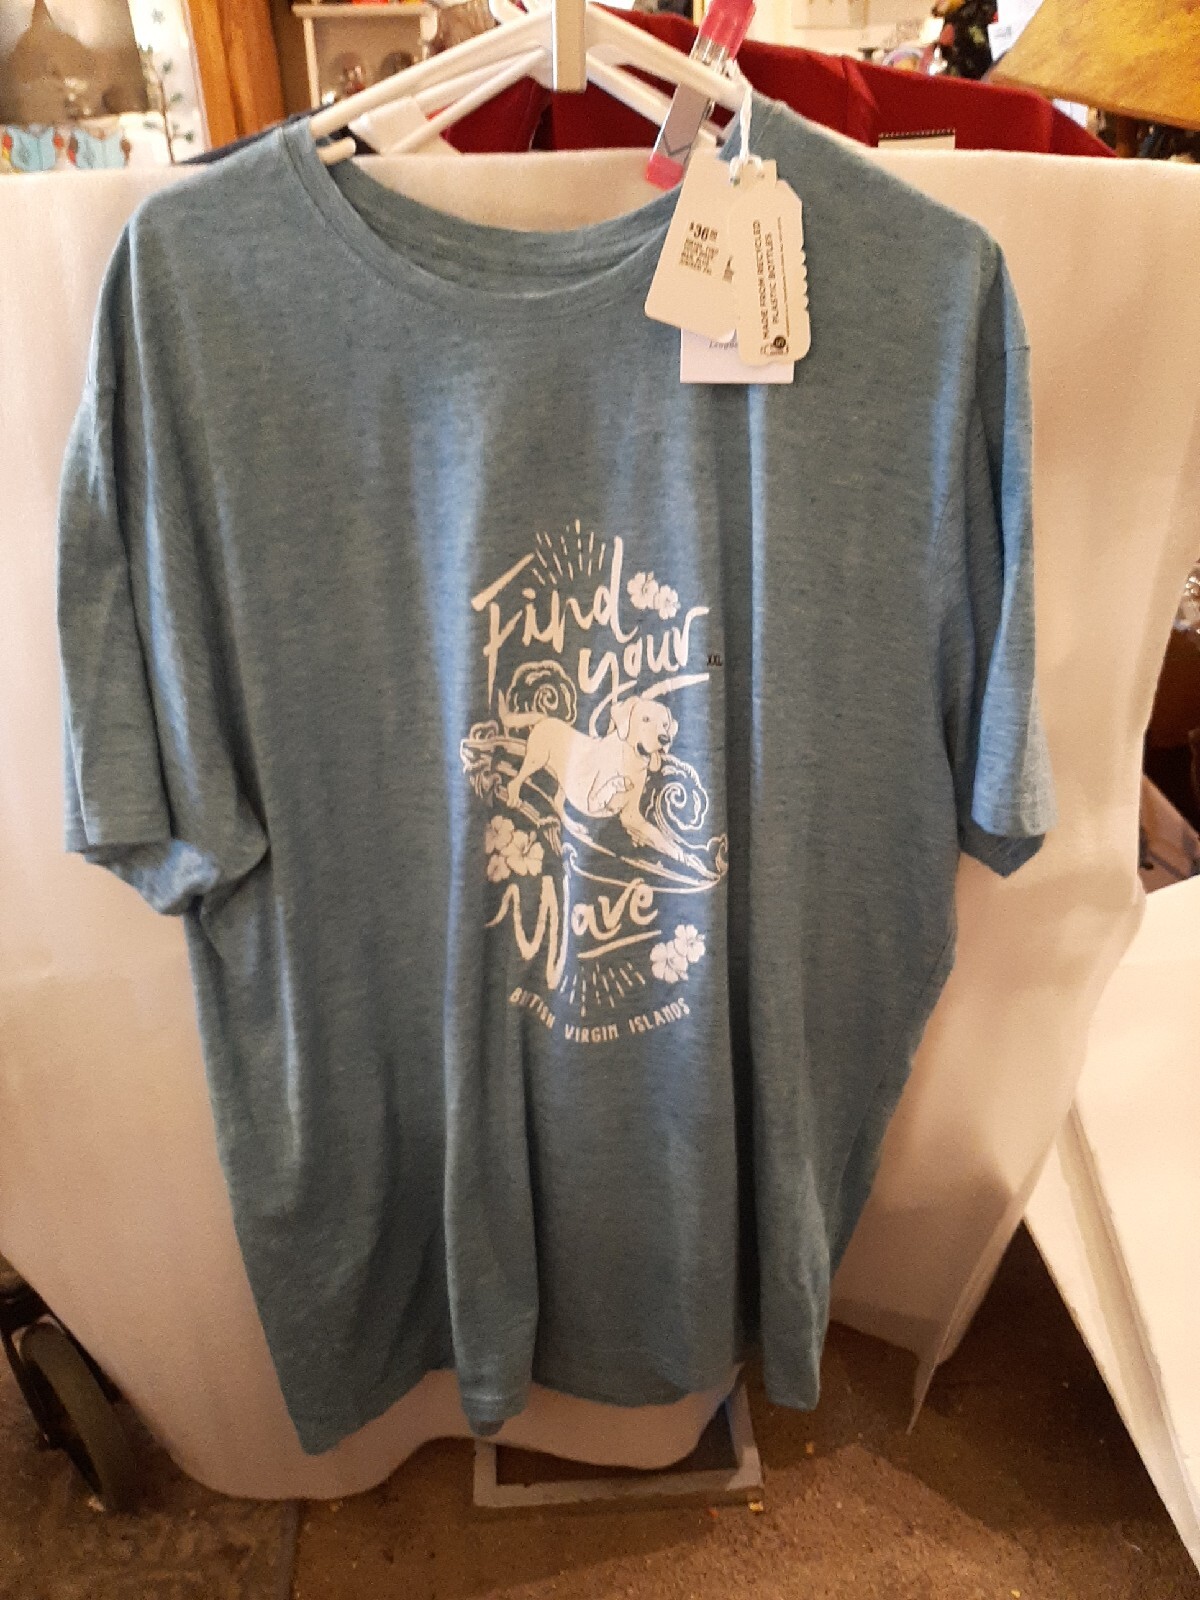 $36
MADE FROM RECYCLED
PLASTIC BOTTLES
Find
your
XXL
Wave
BRITISH VIRGIN ISLANDS